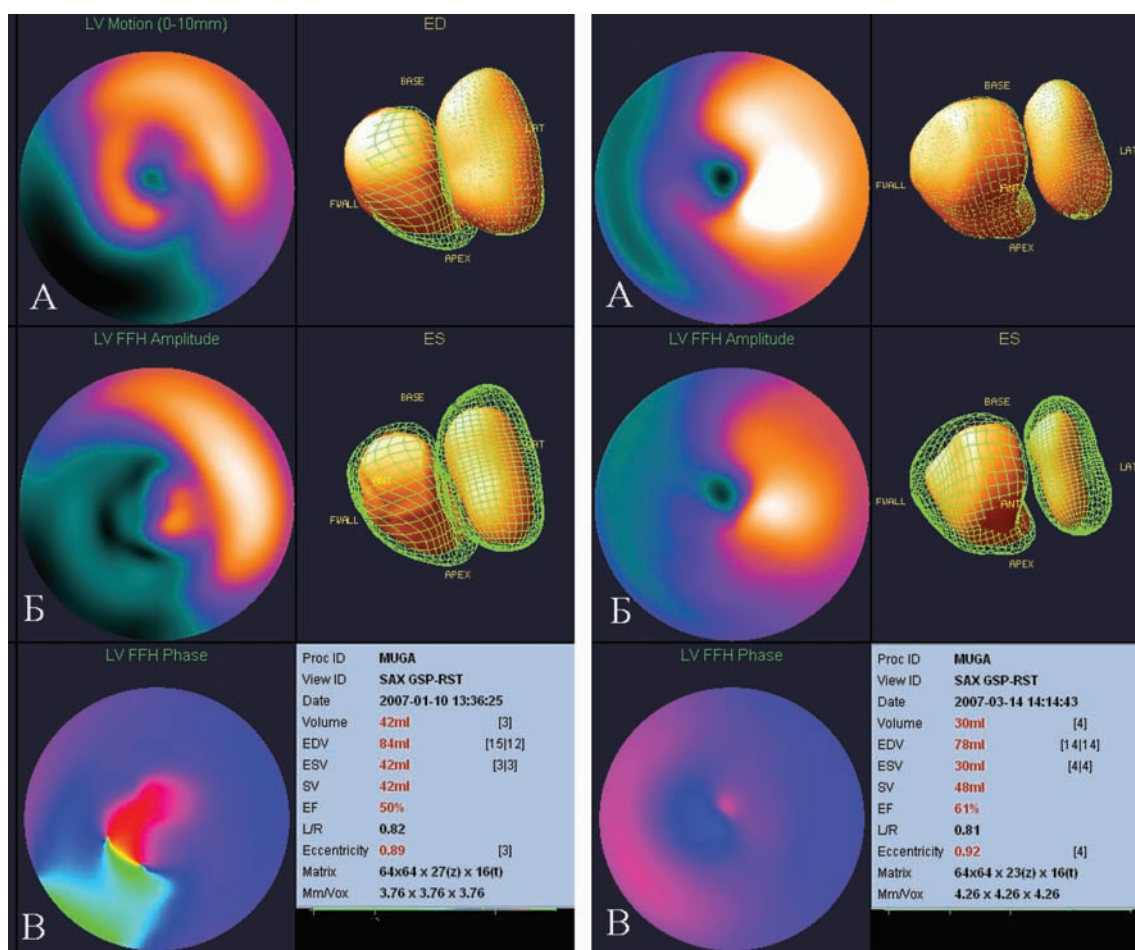 LV Motion (0-10mm)
ED
BASE
LAT
FWALL
APEX
А
LV FFH Amplitude
ES
BASE
LAT
ANT
FWALL
APEX
Б
LV FFH Phase
В
Proc ID MUGA
View ID SAX GSP-RST
Date 2007-01-10 13:36:25
Volume 42ml [3]
EDV 84ml [15|12]
ESV 42ml [3|3]
SV 42ml
EF 50%
L/R 0.82
Eccentricity 0.89 [3]
Matrix 64x64 x 27(z) x 16(t)
Mm/Vox 3.76 x 3.76 x 3.76
BASE
LAT
ANT
FWALL
APEX
А
LV FFH Amplitude
ES
BASE
LAT
ANT
FWALL
APEX
Б
LV FFH Phase
Proc ID MUGA
View ID SAX GSP-RST
Date 2007-03-14 14:14:43
Volume 30ml [4]
EDV 78ml [14|14]
ESV 30ml [4|4]
SV 48ml
EF 61%
L/R 0.81
Eccentricity 0.92 [4]
Matrix 64x64 x 23(z) x 16(t)
Mm/Vox 4.26 x 4.26 x 4.26
В